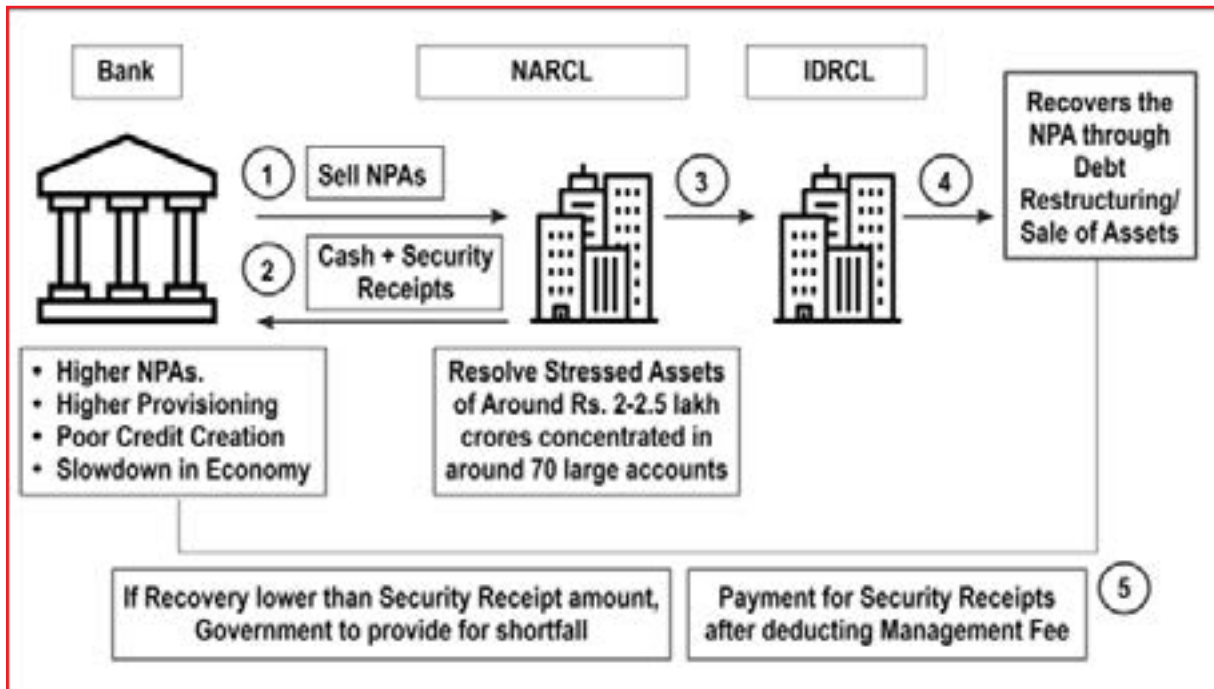 Bank
NARCL
IDRCL
Recovers the
NPA through
Debt
Restructuring/
Sale of Assets
1
Sell NPAs
3
4
2
Cash + Security
Receipts
• Higher NPAs.
• Higher Provisioning
• Poor Credit Creation
• Slowdown in Economy
Resolve Stressed Assets
of Around Rs. 2-2.5 lakh
crores concentrated in
around 70 large accounts
If Recovery lower than Security Receipt amount,
Government to provide for shortfall
Payment for Security Receipts
after deducting Management Fee
5